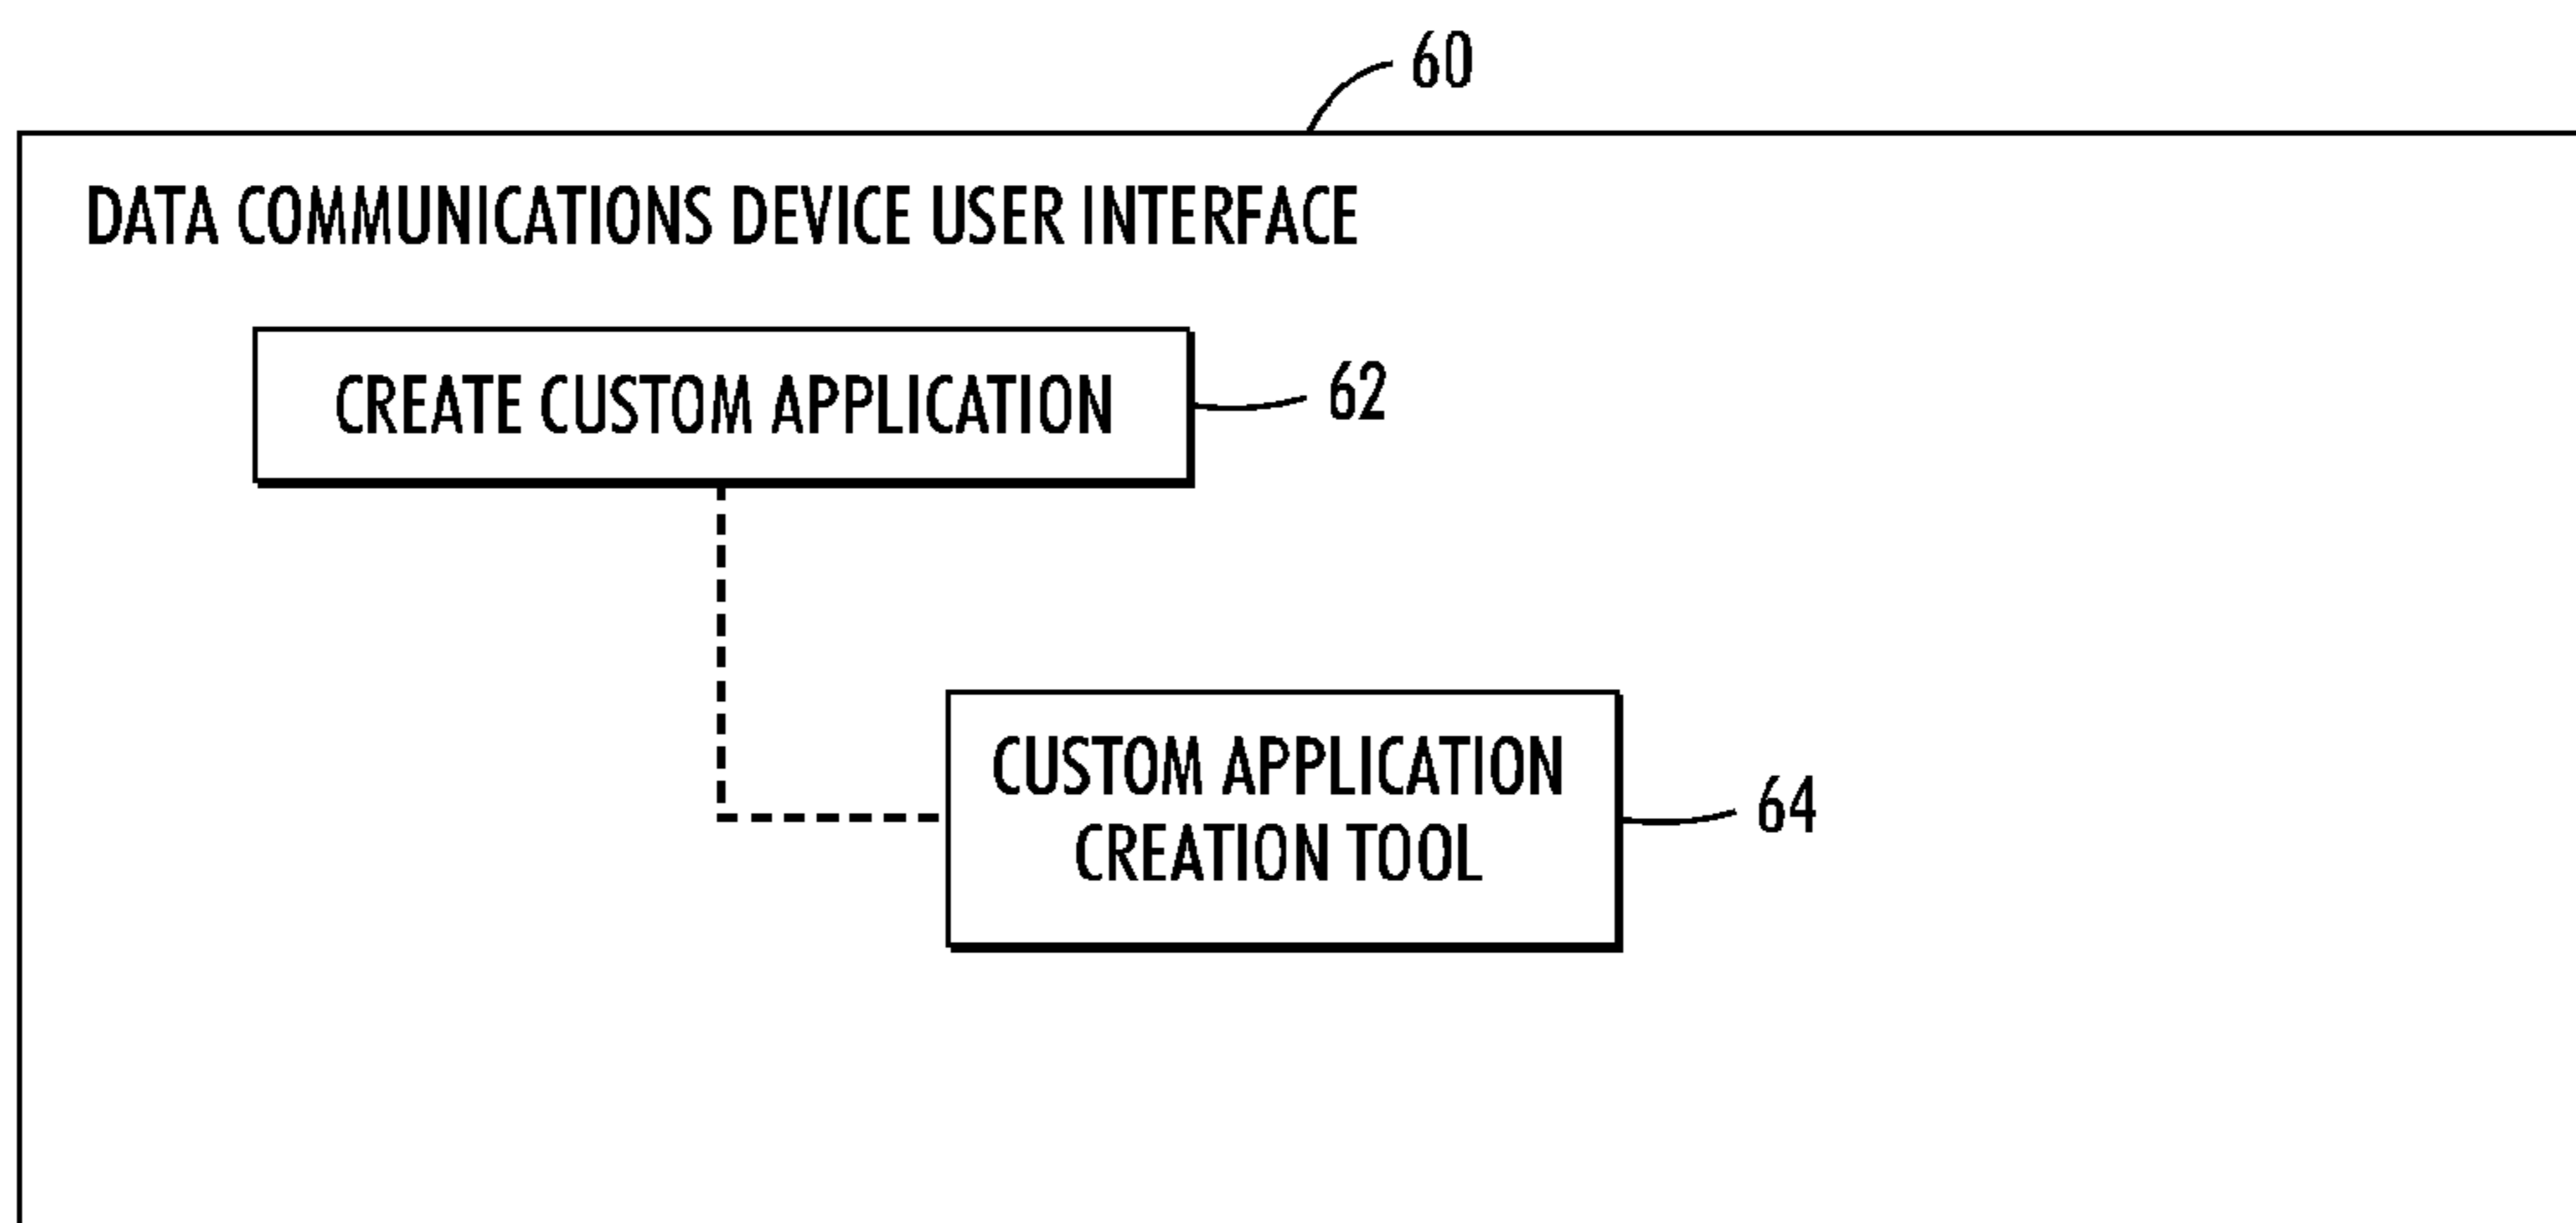 60
DATA COMMUNICATIONS DEVICE USER INTERFACE
CREATE CUSTOM APPLICATION
62
CUSTOM APPLICATION
CREATION TOOL
64